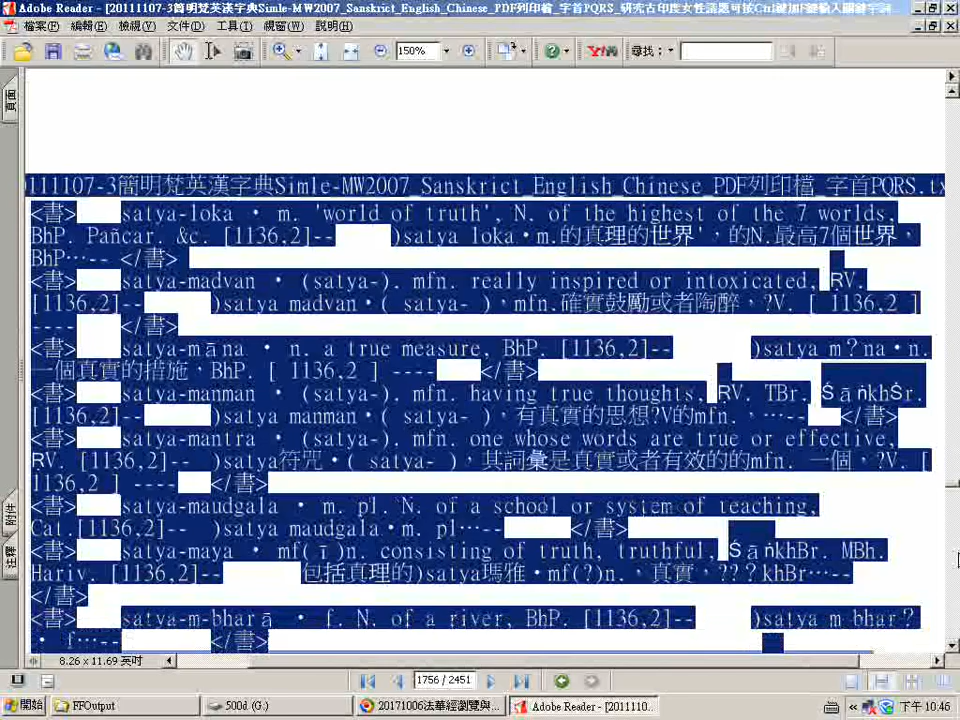 Adobe Reader - [20111107-3簡明梵英漢字典Simle-MW2007_Sanskrict_English_Chinese_PDF列印檔_字首PQRS_研究古印度女性議題可按Ctrl鍵加F鍵輸入關鍵字詞
檔案(F) 編輯(E) 檢視(V) 文件(D) 工具(T) 視窗(W) 說明(H)
150% 尋找:
頁面
0111107-3簡明梵英漢字典Simle-MW2007_Sanskrict_English_Chinese_PDF列印檔_字首PQRS.tx
<書> satya-loka • m. 'world of truth', N. of the highest of the 7 worlds,
BhP. Pañcar. &c. [1136,2]-- )satya loka•m.的真理的世界'，的N.最高7個世界，
BhP…-- </書>
<書> satya-madvan • (satya-). mfn. really inspired or intoxicated, RV.
[1136,2]-- )satya madvan•( satya- )，mfn.確實鼓勵或者陶醉，?V. [ 1136,2 ]
---- </書>
<書> satya-māna • n. a true measure, BhP. [1136,2]-- )satya m?na•n.
一個真實的措施，BhP. [ 1136,2 ] ---- </書>
<書> satya-manman • (satya-). mfn. having true thoughts, RV. TBr. ŚāṅkhŚr.
[1136,2]-- )satya manman•( satya- )，有真實的思想?V的mfn. ，…-- </書>
<書> satya-mantra • (satya-). mfn. one whose words are true or effective,
RV. [1136,2]-- )satya符咒•( satya- )，其詞彙是真實或者有效的的mfn. 一個，?V. [
1136,2 ] ---- </書>
<書> satya-maudgala • m. pl. N. of a school or system of teaching,
Cat.[1136,2]-- )satya maudgala•m. pl…-- </書>
<書> satya-maya • mf(ī)n. consisting of truth, truthful, ŚāṅkhBr. MBh.
Hariv. [1136,2]-- 包括真理的)satya瑪雅•mf(?)n.，真實，???khBr…--
</書>
<書> satya-m-bharā • f. N. of a river, BhP. [1136,2]-- )satya m-bhar?
• f…-- </書>
附件
注釋
8.26 x 11.69 英吋
1756 / 2451
開始 FFOutput 500d (G:) 20171006法華經瀏覽與... Adobe Reader - [2011110... 下午 10:46